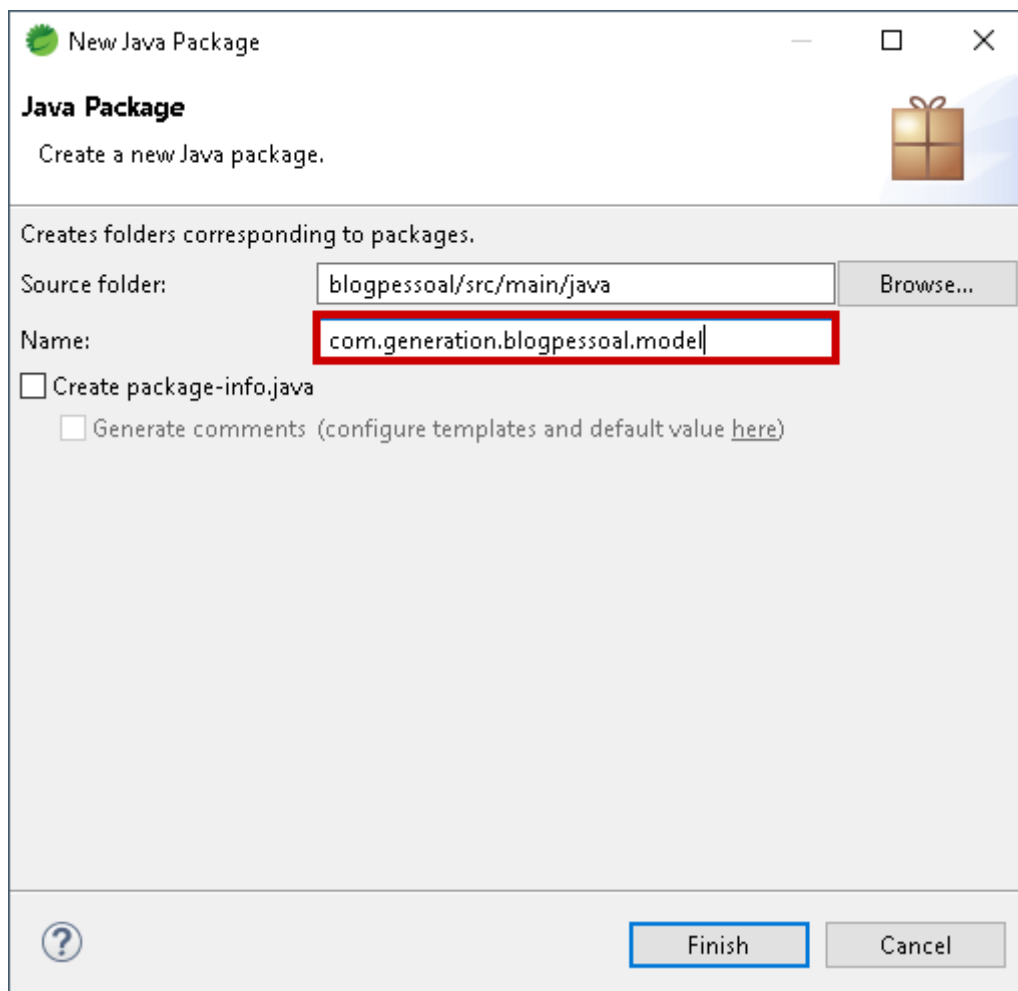 New Java Package
Java Package
Create a new Java package.
Creates folders corresponding to packages.
Source folder: blogpessoal/src/main/java Browse...
Name: com.generation.blogpessoal.model
Create package-info.java
Generate comments (configure templates and default value here)
?
Finish Cancel